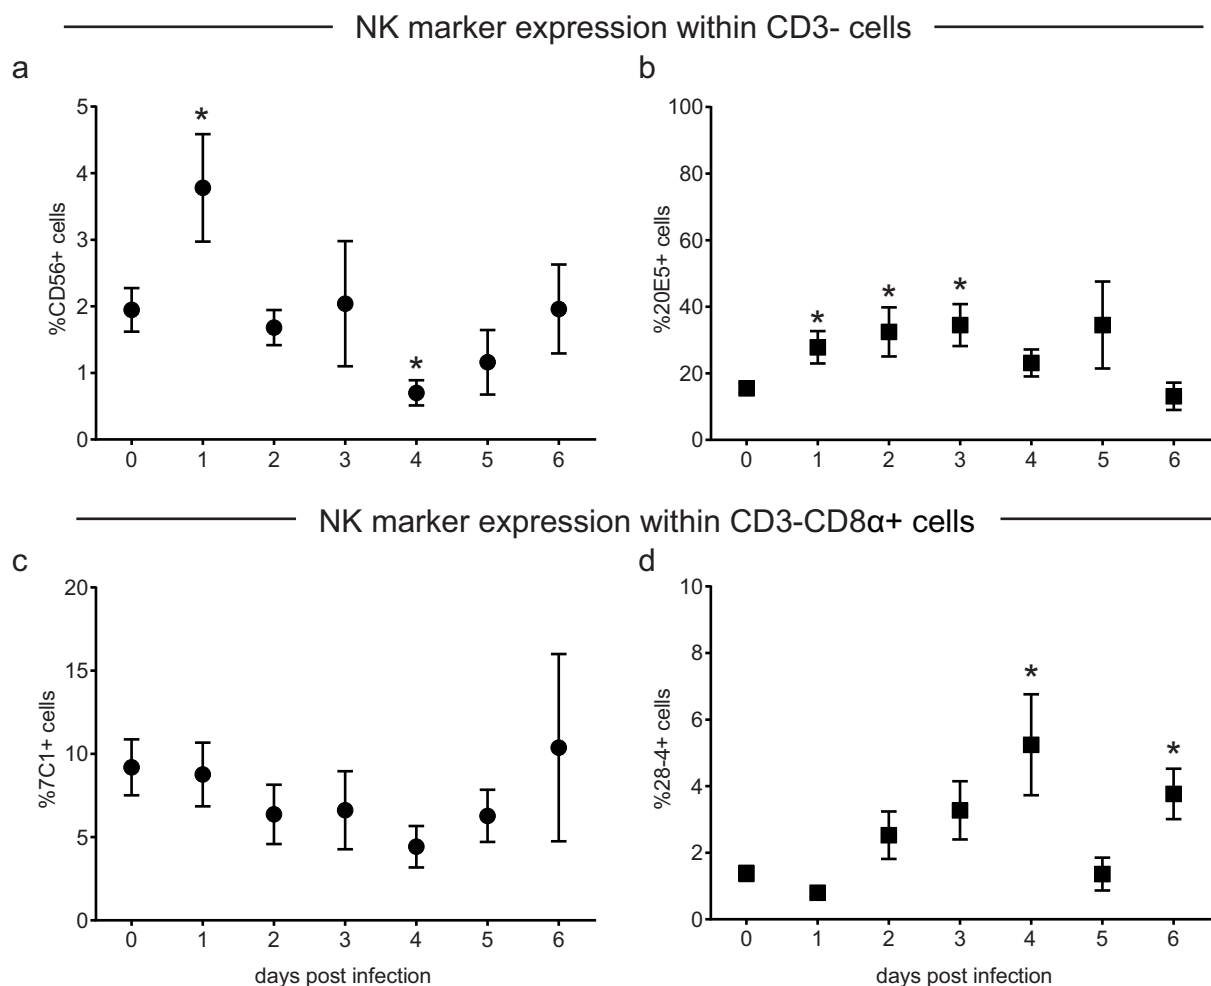 NK marker expression within CD3- cells
a
%CD56+ cells
5
4
3
2
1
0
*
*
0 1 2 3 4 5 6
b
%20E5+ cells
100
80
60
40
20
0
* * *
0 1 2 3 4 5 6
NK marker expression within CD3-CD8α+ cells
c
%7C1+ cells
20
15
10
5
0
0 1 2 3 4 5 6
days post infection
d
%28-4+ cells
10
8
6
4
2
0
*
*
0 1 2 3 4 5 6
days post infection